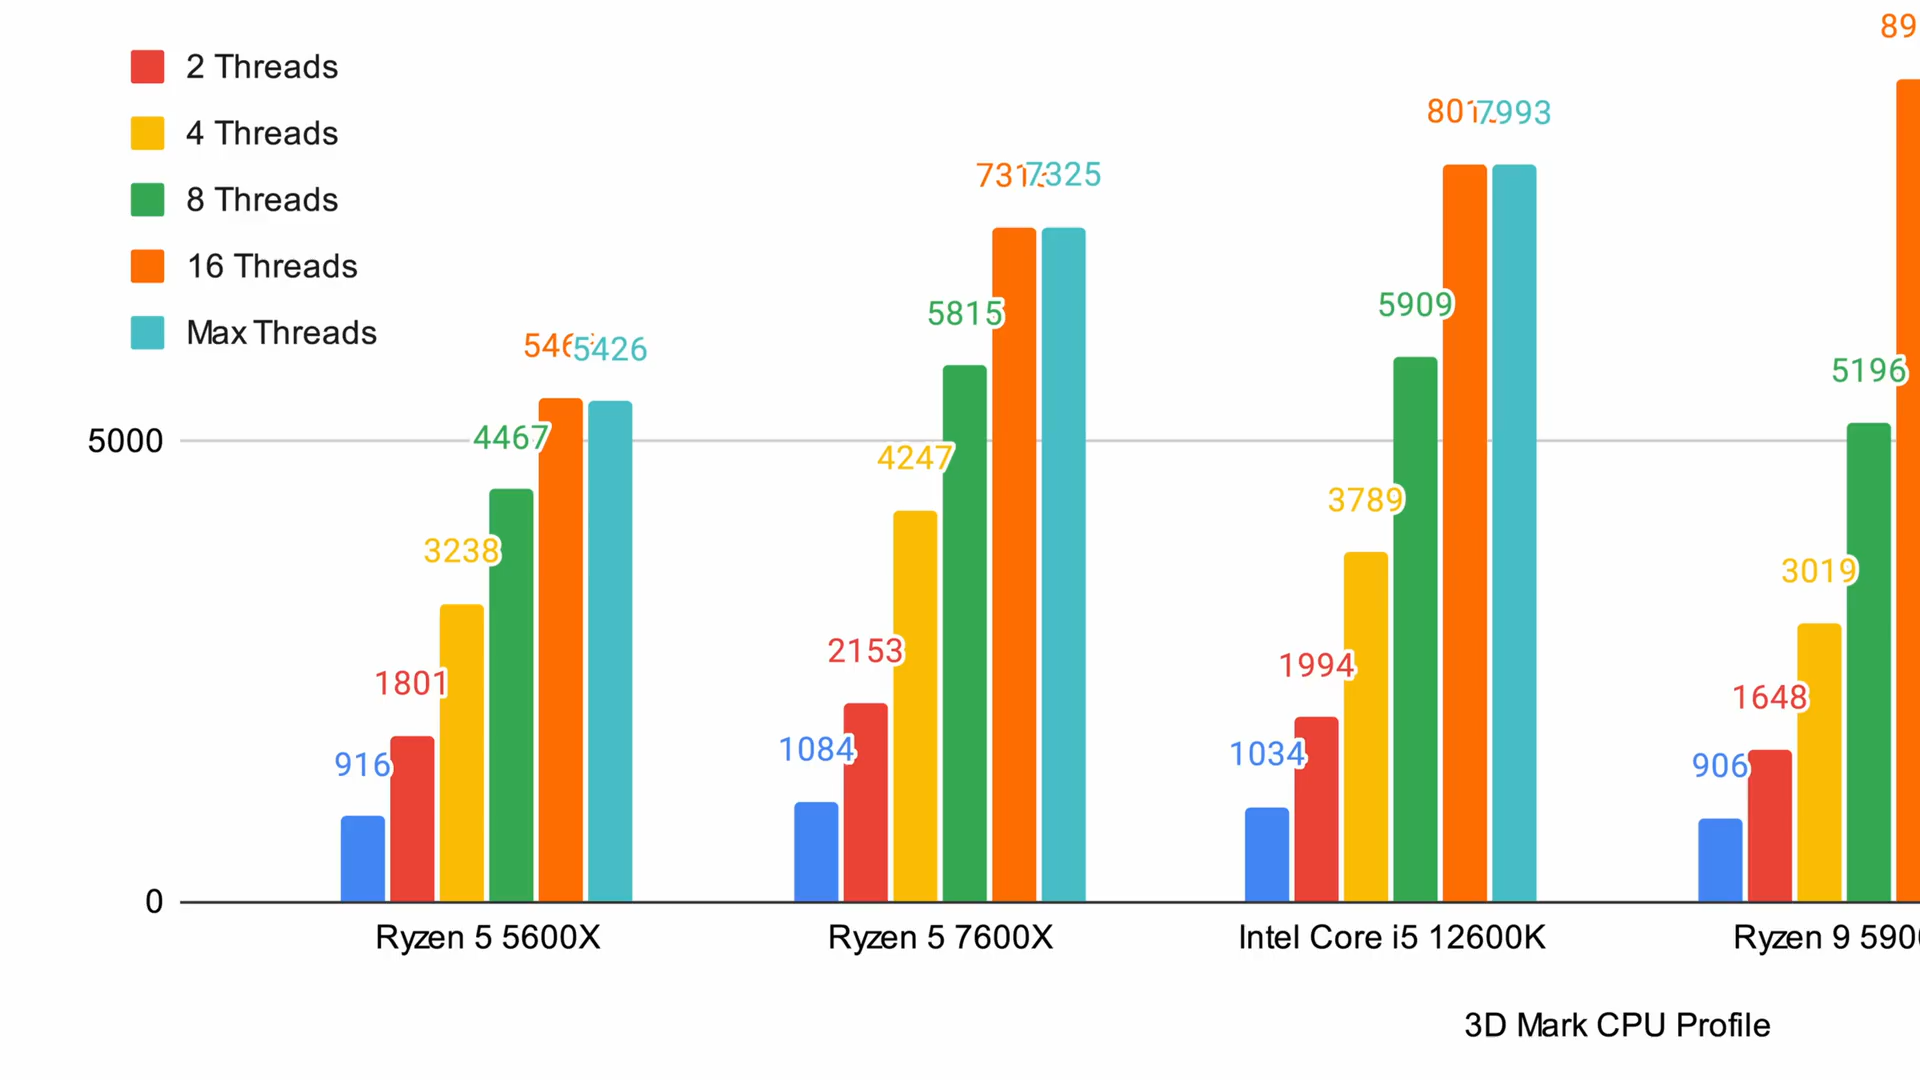 2 Threads
4 Threads
8 Threads
16 Threads
Max Threads
5000
0
916
1801
3238
4467
5426
1084
2153
4247
5815
7325
1034
1994
3789
5909
7993
906
1648
3019
5196
Ryzen 5 5600X
Ryzen 5 7600X
Intel Core i5 12600K
Ryzen 9
3D Mark CPU Profile